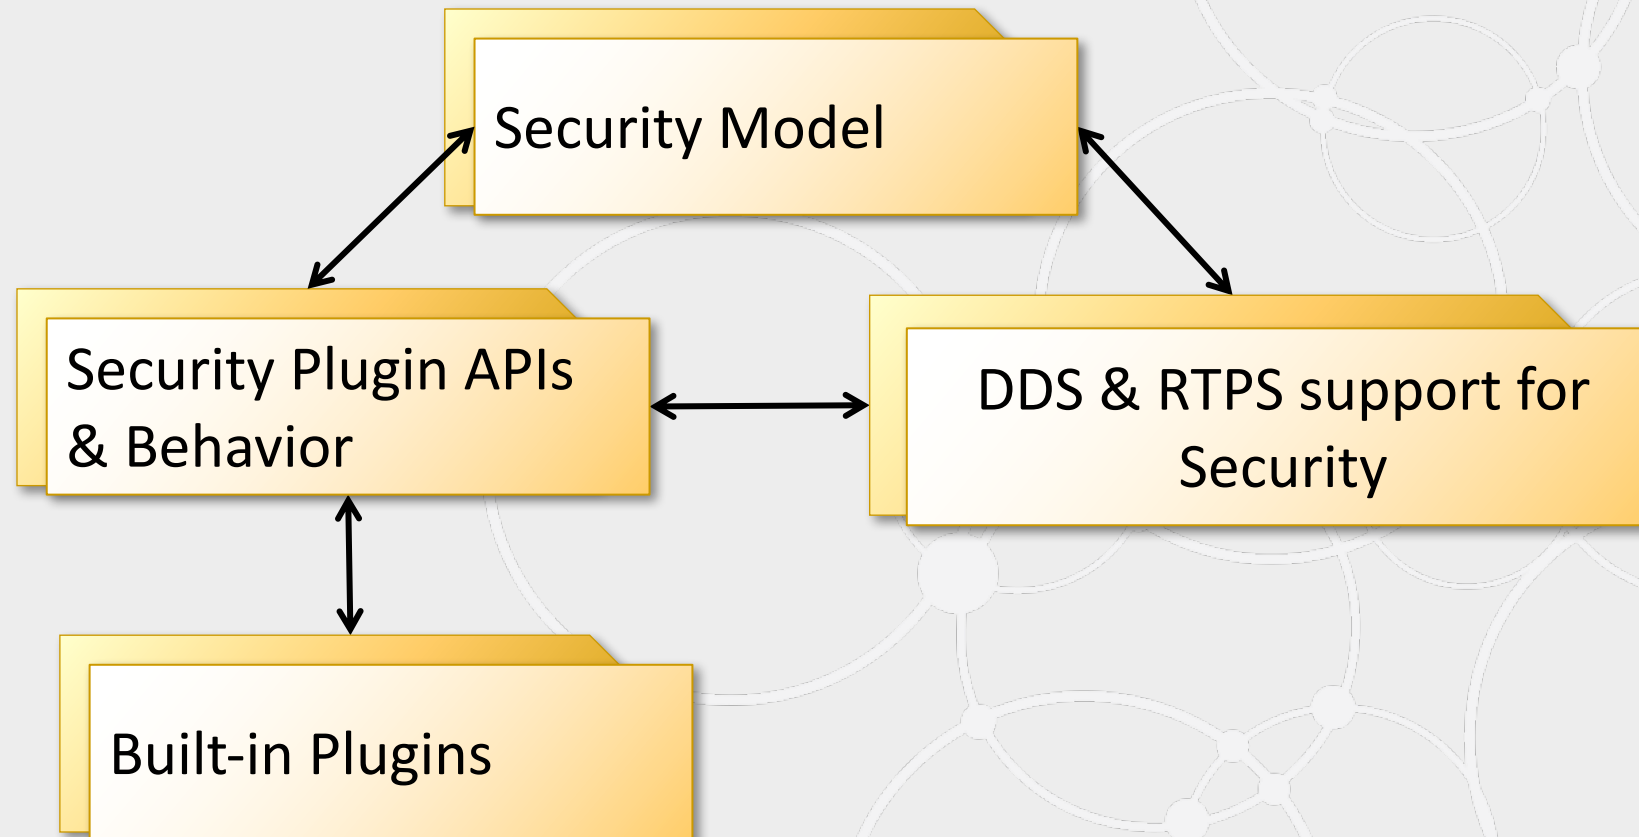 Security Model
Security Plugin APIs
& Behavior
DDS & RTPS support for
Security
Built-in Plugins